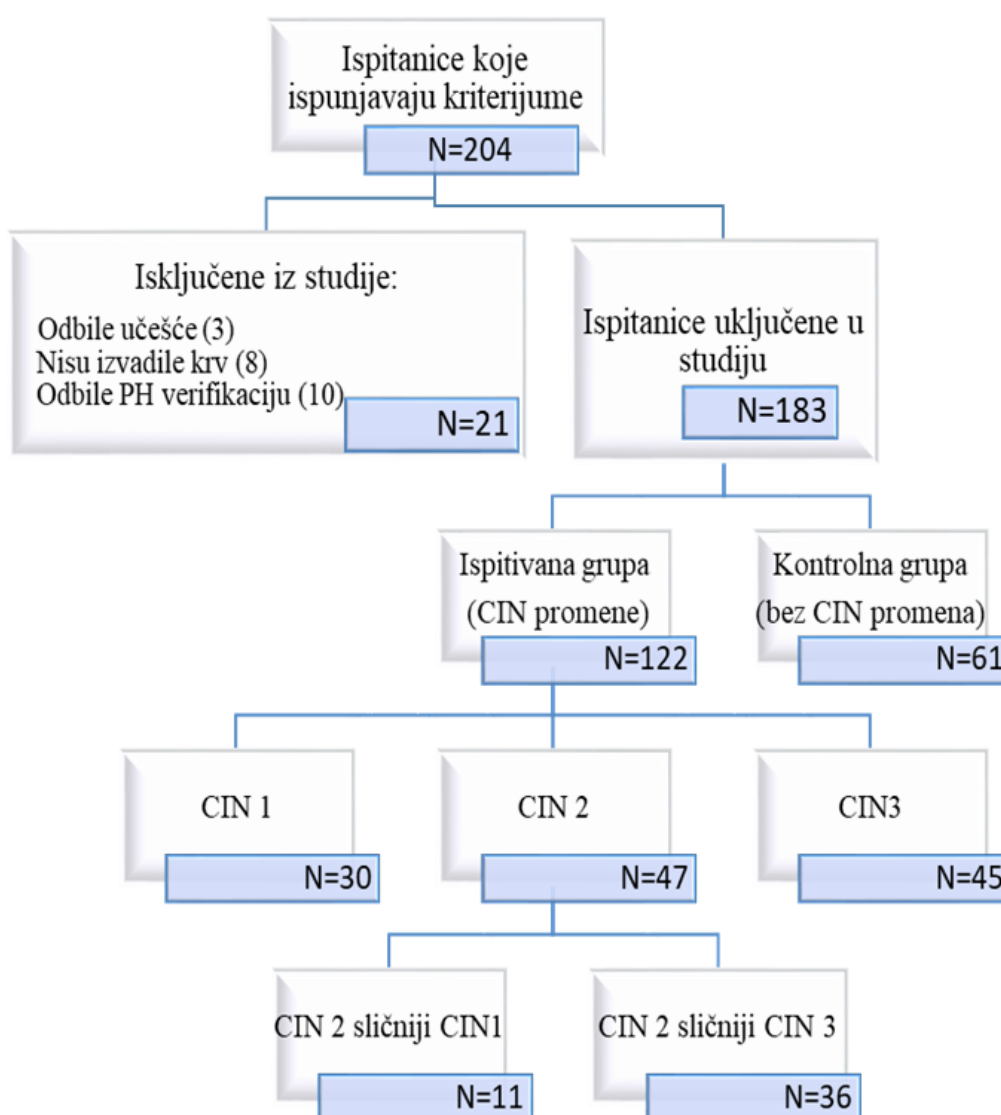 Ispitanice koje
ispunjavaju kriterijume
N=204
Isključene iz studije:
Odbile učešće (3)
Nisu izvadile krv (8)
Odbile PH verifikaciju (10)
N=21
Ispitanice uključene u
studiju
N=183
Ispitivana grupa
(CIN promene)
N=122
Kontrolna grupa
(bez CIN promena)
N=61
CIN 1
N=30
CIN 2
N=47
CIN3
N=45
CIN 2 sličniji CIN1
N=11
CIN 2 sličniji CIN 3
N=36